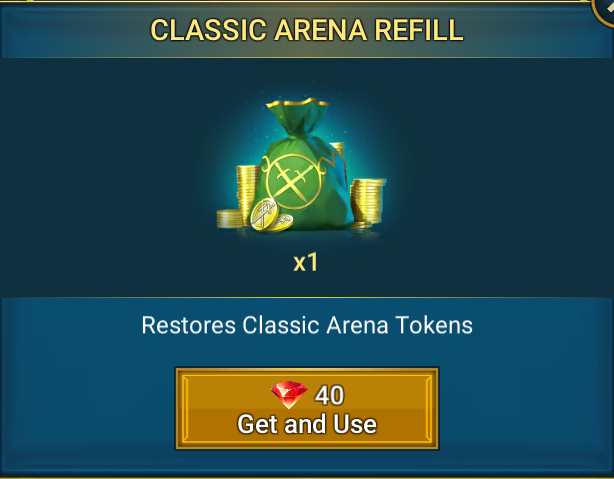 CLASSIC ARENA REFILL
x1
Restores Classic Arena Tokens
40
Get and Use